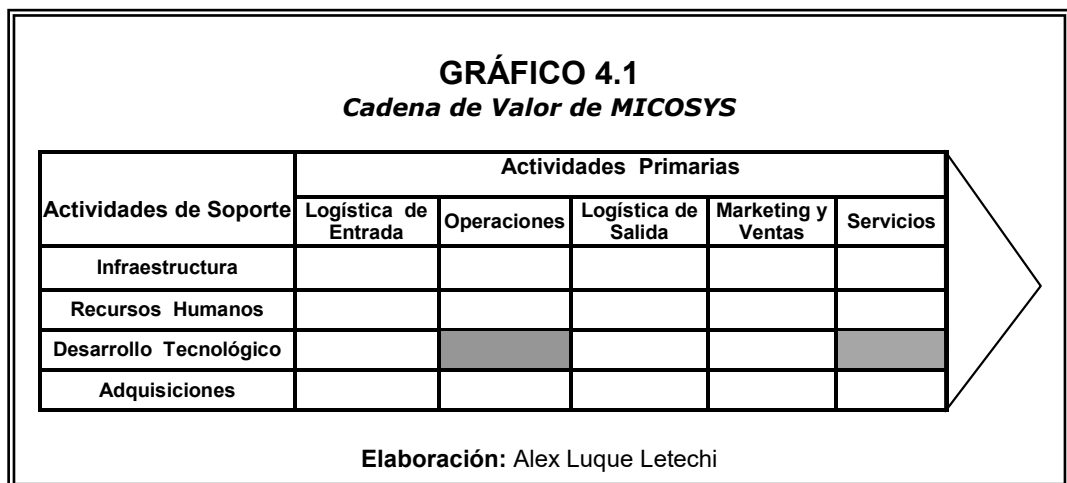 GRÁFICO 4.1
Cadena de Valor de MICOSYS
Actividades Primarias
Actividades de Soporte
Logística de Entrada
Operaciones
Logística de Salida
Marketing y Ventas
Servicios
Infraestructura
Recursos Humanos
Desarrollo Tecnológico
Adquisiciones
Elaboración: Alex Luque Letechi